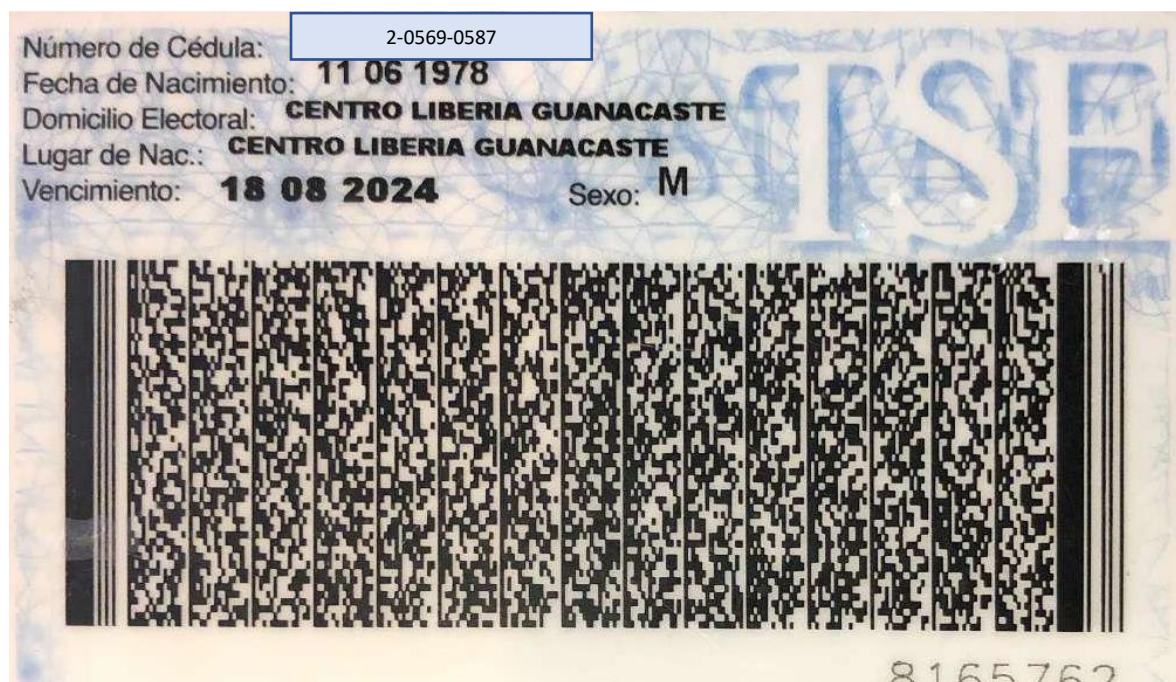 Número de Cédula: 2-0569-0587
Fecha de Nacimiento: 11 06 1978
Domicilio Electoral: CENTRO LIBERIA GUANACASTE
Lugar de Nac.: CENTRO LIBERIA GUANACASTE
Vencimiento: 18 08 2024 Sexo: M
TSE
8165762